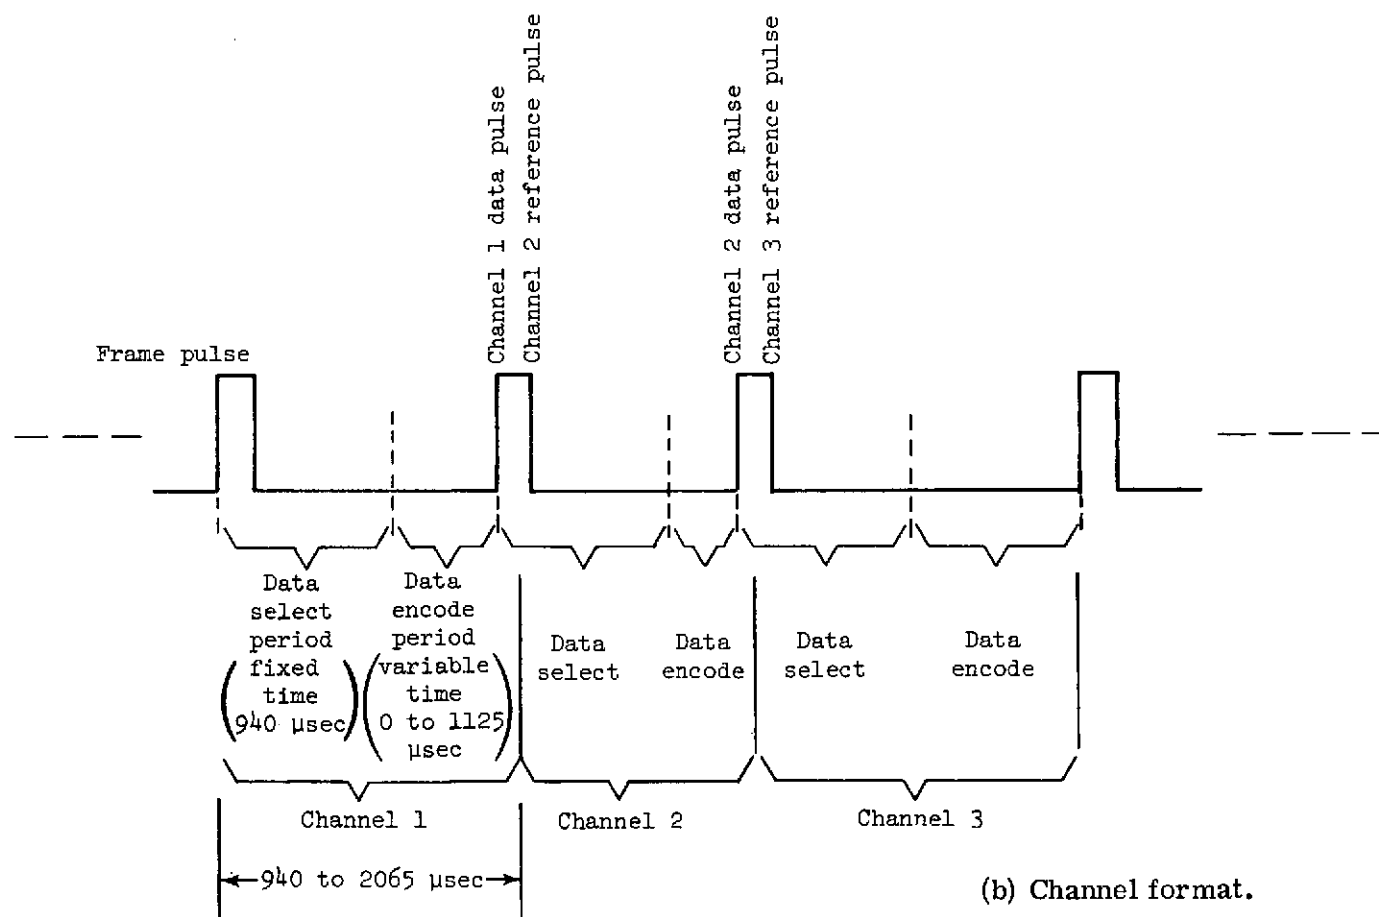 Channel 1 data pulse
Channel 2 reference pulse
Channel 2 data pulse
Channel 3 reference pulse
Frame pulse
Data
select
period
(fixed
time
940 µsec)
Data
encode
period
(variable
time
0 to 1125
µsec)
Data
select
Data
encode
Data
select
Data
encode
Channel 1
Channel 2
Channel 3
940 to 2065 µsec
(b) Channel format.